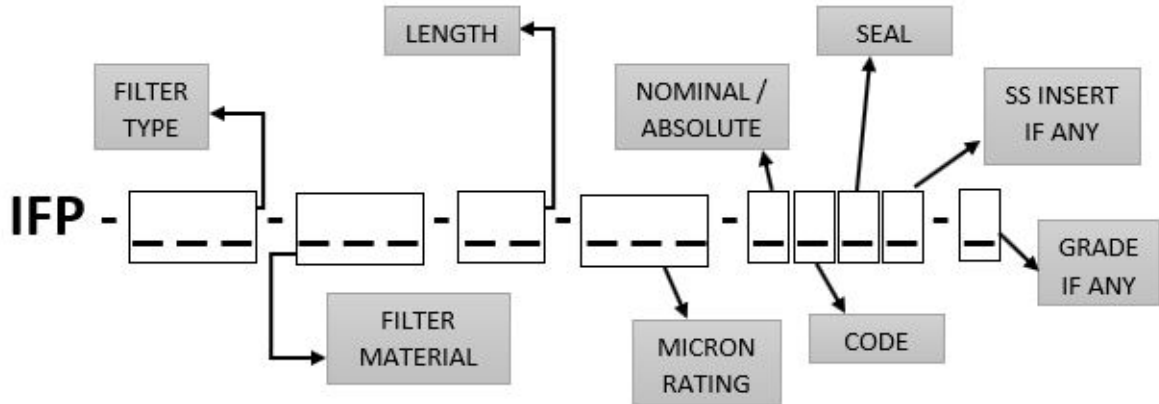 LENGTH
SEAL
FILTER
TYPE
NOMINAL /
ABSOLUTE
SS INSERT
IF ANY
IFP - _ _ _ - _ _ _ - _ _ - _ _ _ - _ _ _ _ - _
GRADE
IF ANY
FILTER
MATERIAL
MICRON
RATING
CODE